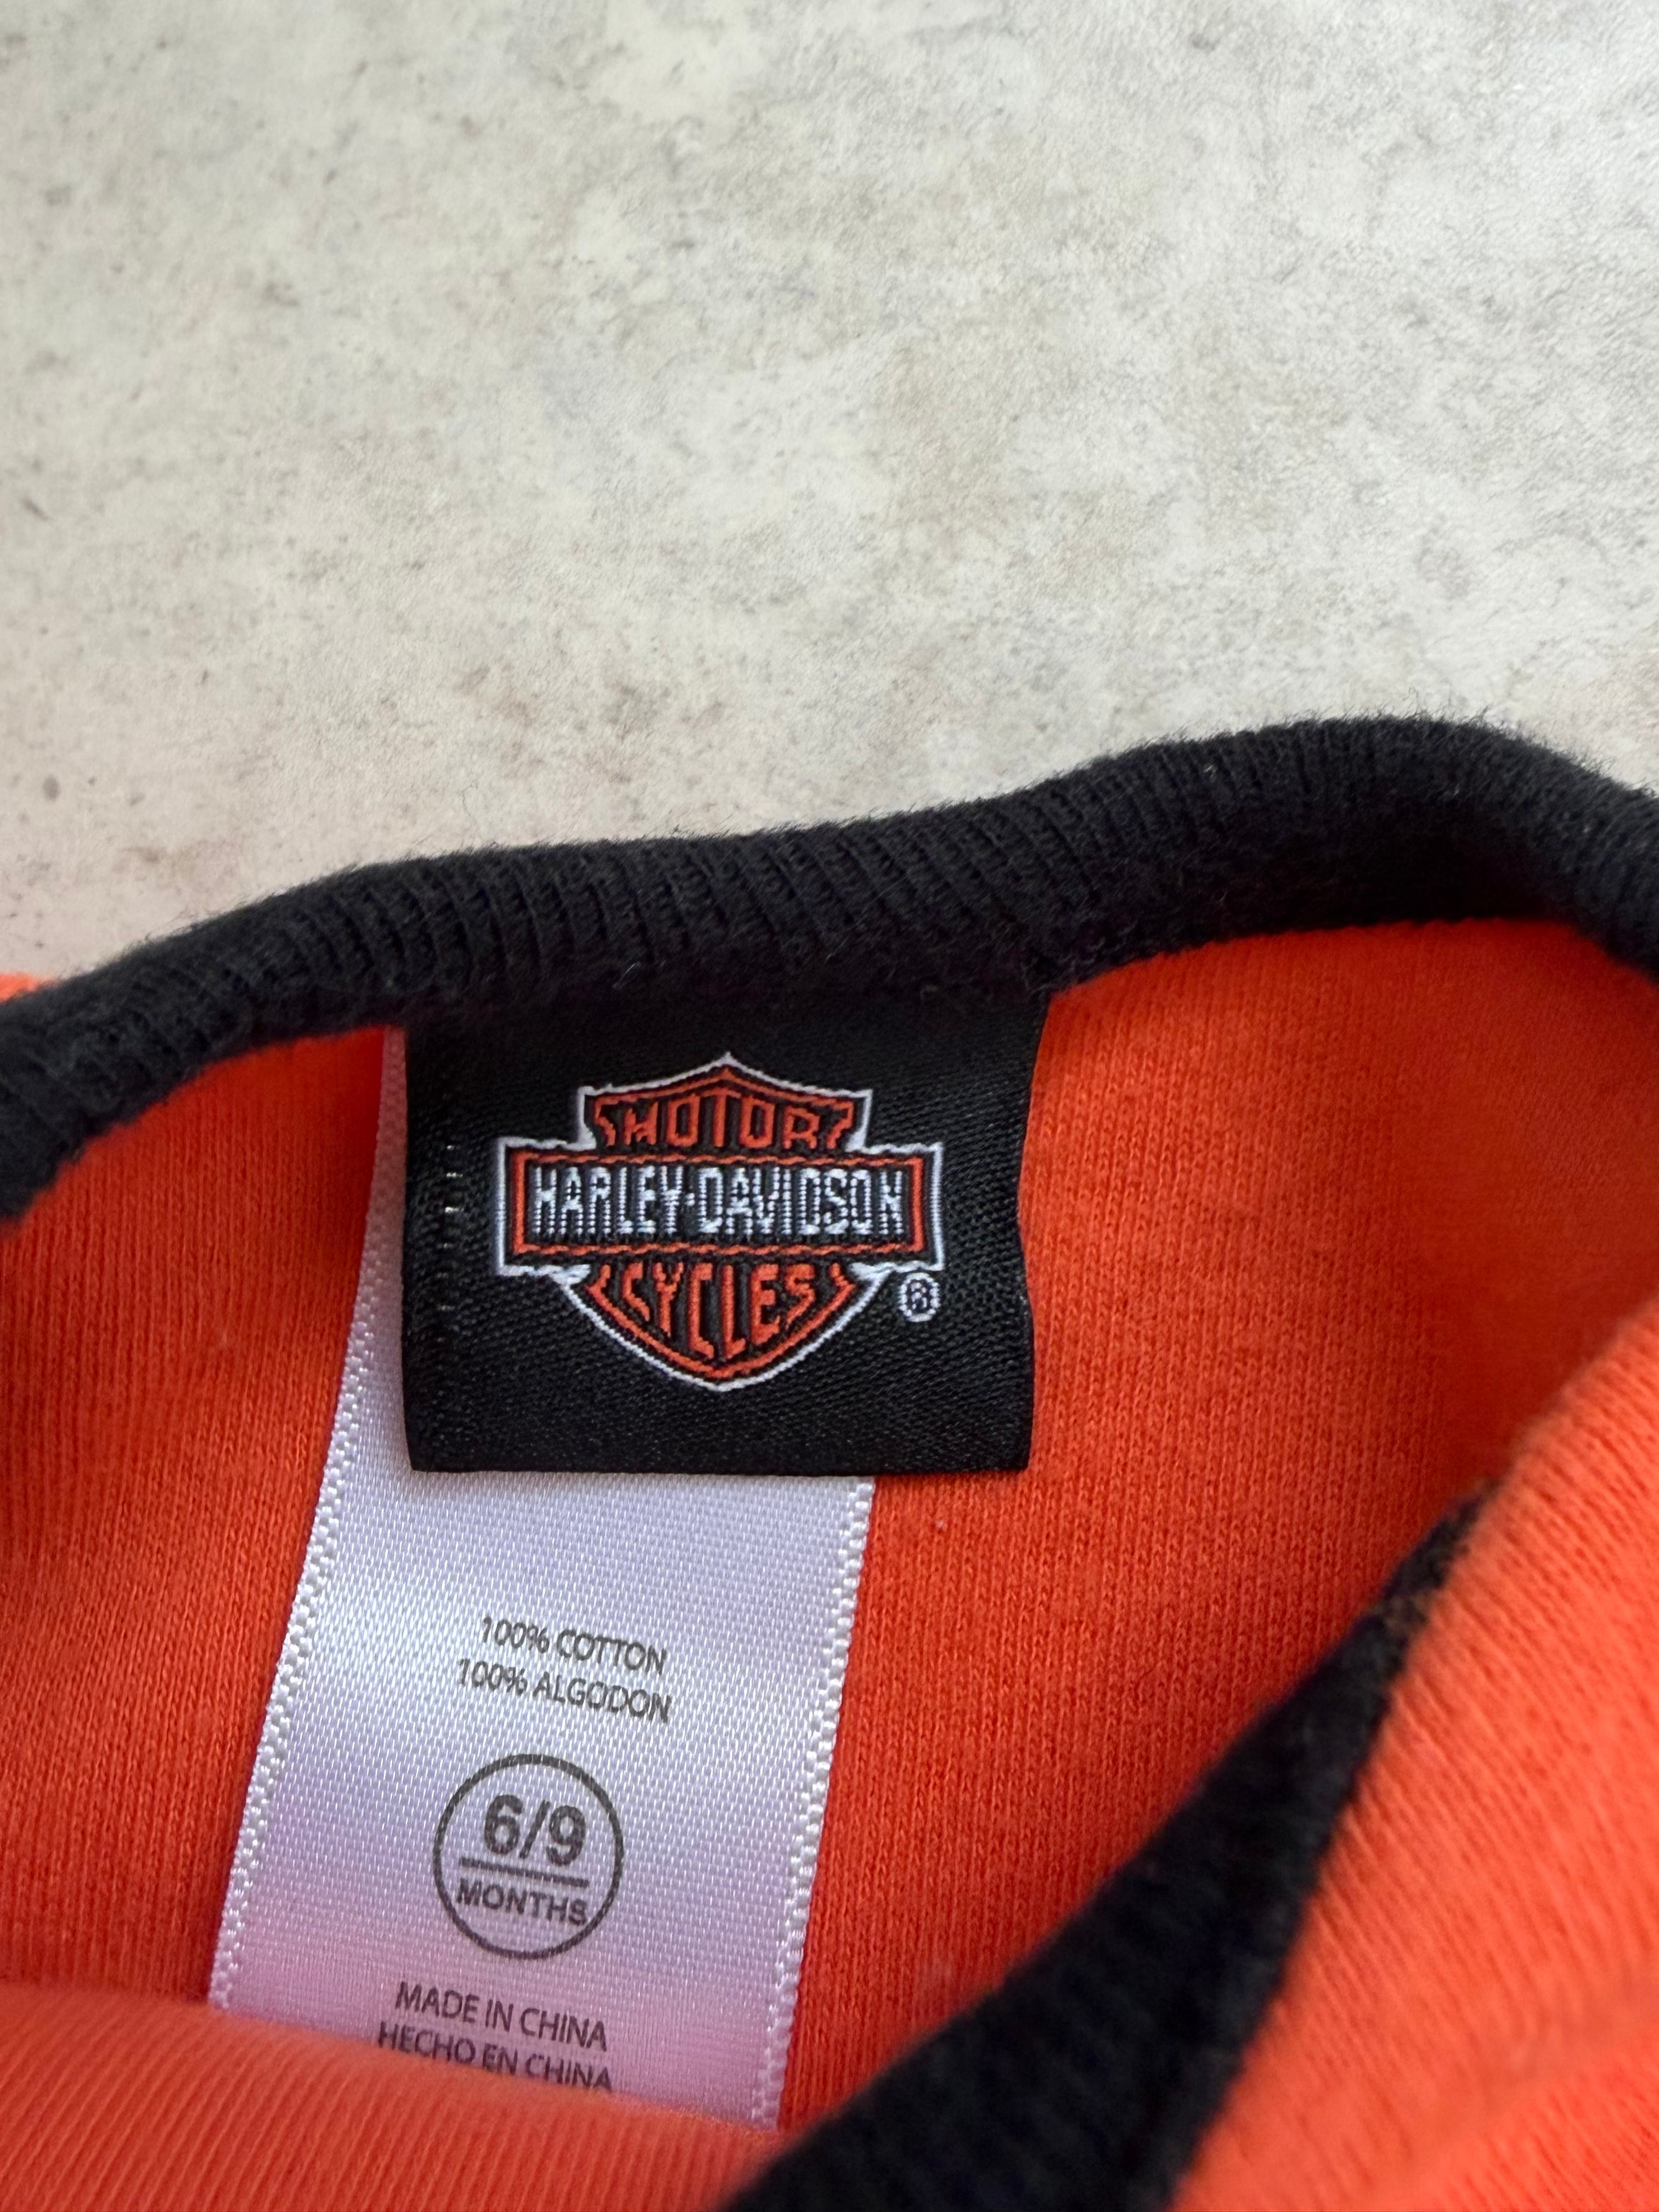 MOTOR
HARLEY-DAVIDSON
CYCLES
®
100% COTTON
100% ALGODON
6/9
MONTHS
MADE IN CHINA
HECHO EN CHINA